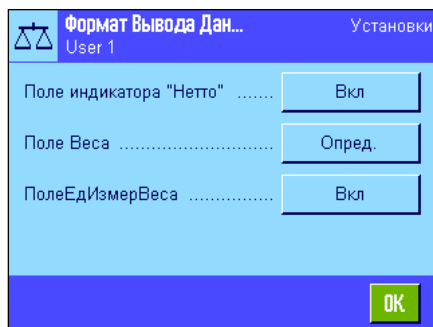 Формат Вывода Дан... Установки
User 1
Поле индикатора "Нетто" ....... Вкл
Поле Веса ............................ Опред.
ПолеЕдИзмерВеса ................ Вкл
OK